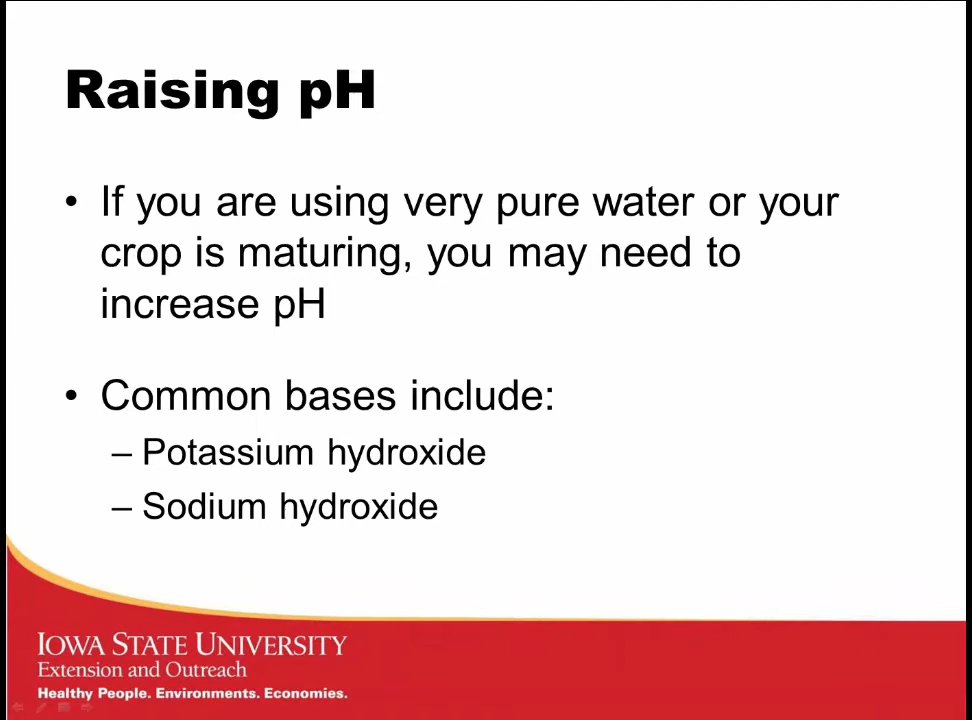 Raising pH
• If you are using very pure water or your
crop is maturing, you may need to
increase pH
• Common bases include:
– Potassium hydroxide
– Sodium hydroxide
IOWA STATE UNIVERSITY
Extension and Outreach
Healthy People. Environments. Economies.